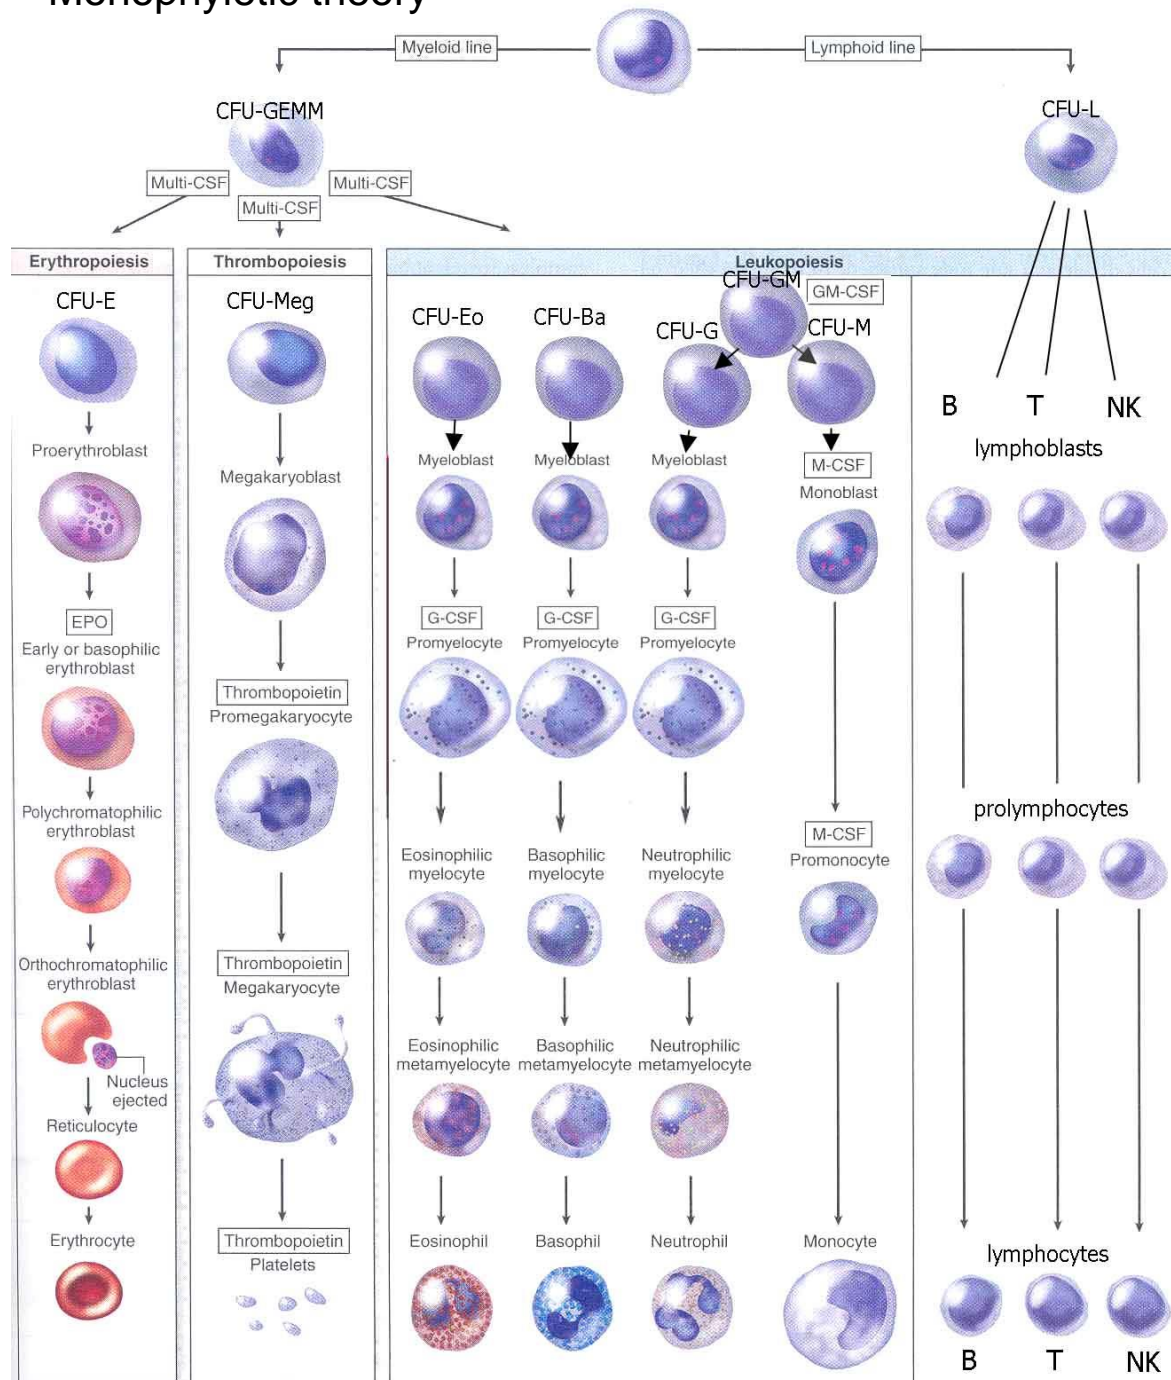 Monophyletic theory
Myeloid line
Lymphoid line
CFU-GEMM
CFU-L
Multi-CSF
Multi-CSF
Multi-CSF
Erythropoiesis
Thrombopoiesis
Leukopoiesis
CFU-E
CFU-Meg
CFU-Eo
CFU-Ba
CFU-GM
GM-CSF
CFU-G
CFU-M
B
T
NK
lymphoblasts
Proerythroblast
Megakaryoblast
Myeloblast
Myeloblast
Myeloblast
M-CSF
Monoblast
EPO
Early or basophilic
erythroblast
Thrombopoietin
Promegakaryocyte
G-CSF
Promyelocyte
G-CSF
Promyelocyte
G-CSF
Promyelocyte
Polychromatophilic
erythroblast
Eosinophilic
myelocyte
Basophilic
myelocyte
Neutrophilic
myelocyte
M-CSF
Promonocyte
prolymphocytes
Orthochromatophilic
erythroblast
Nucleus
ejected
Thrombopoietin
Megakaryocyte
Eosinophilic
metamyelocyte
Basophilic
metamyelocyte
Neutrophilic
metamyelocyte
Reticulocyte
Erythrocyte
Thrombopoietin
Platelets
Eosinophil
Basophil
Neutrophil
Monocyte
lymphocytes
B
T
NK